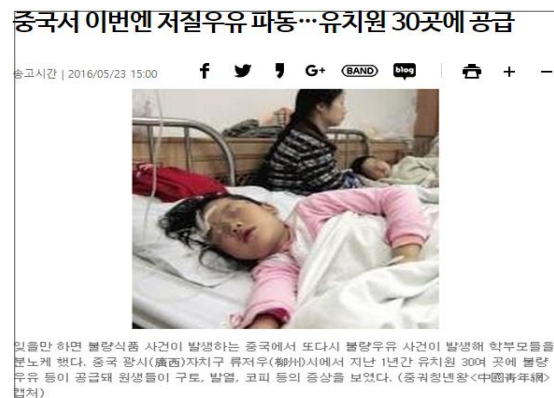 중국서 이번엔 저질우유 파동…유치원 30곳에 공급
송고시간 | 2016/05/23 15:00
G+ BAND blog
잊을만 하면 불량식품 사건이 발생하는 중국에서 또다시 불량우유 사건이 발생해 학부모들을
분노케 했다. 중국 광시(廣西)자치구 류저우(柳州)시에서 지난 1년간 유치원 30여 곳에 불량
우유 등이 공급돼 원생들이 구토, 발열, 코피 등의 증상을 보였다. (중궈청년왕<中國靑年網>
캡처)